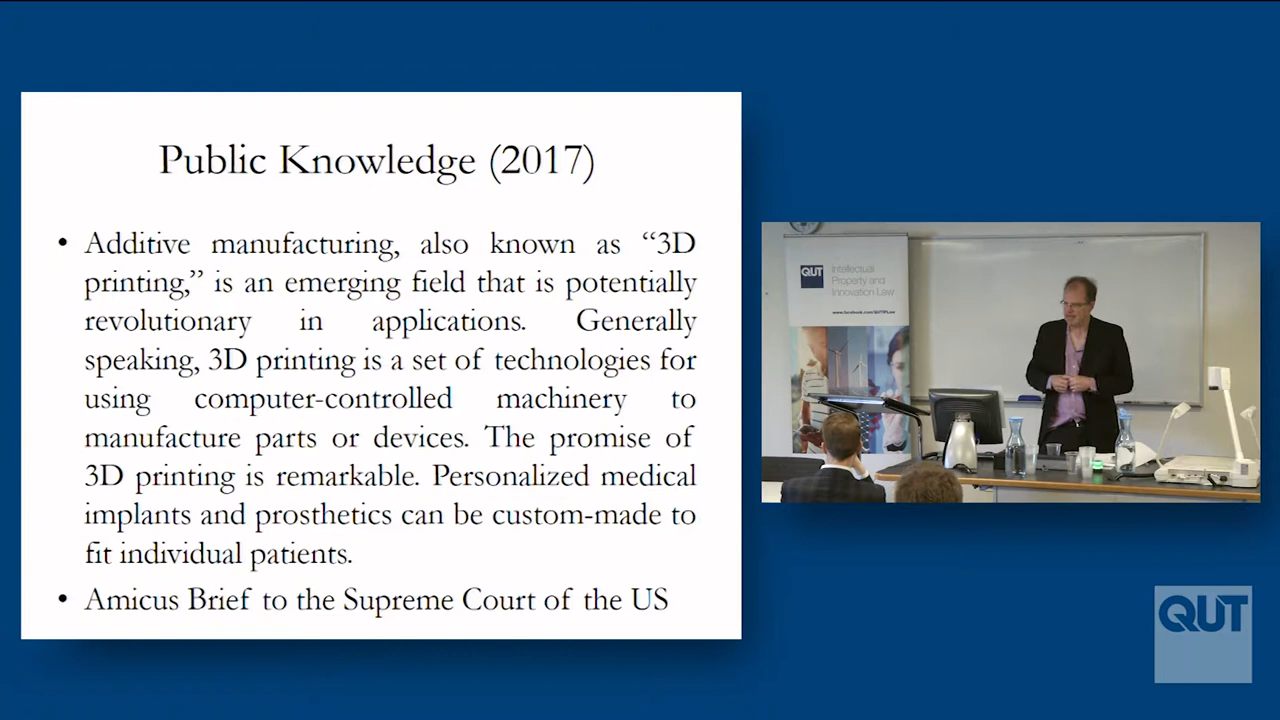 Public Knowledge (2017)
• Additive manufacturing, also known as “3D
printing,” is an emerging field that is potentially
revolutionary in applications. Generally
speaking, 3D printing is a set of technologies for
using computer-controlled machinery to
manufacture parts or devices. The promise of
3D printing is remarkable. Personalized medical
implants and prosthetics can be custom-made to
fit individual patients.
• Amicus Brief to the Supreme Court of the US
QUT
Intellectual
Property and
Innovation Law
www.facebook.com/QUTIPLaw
QUT